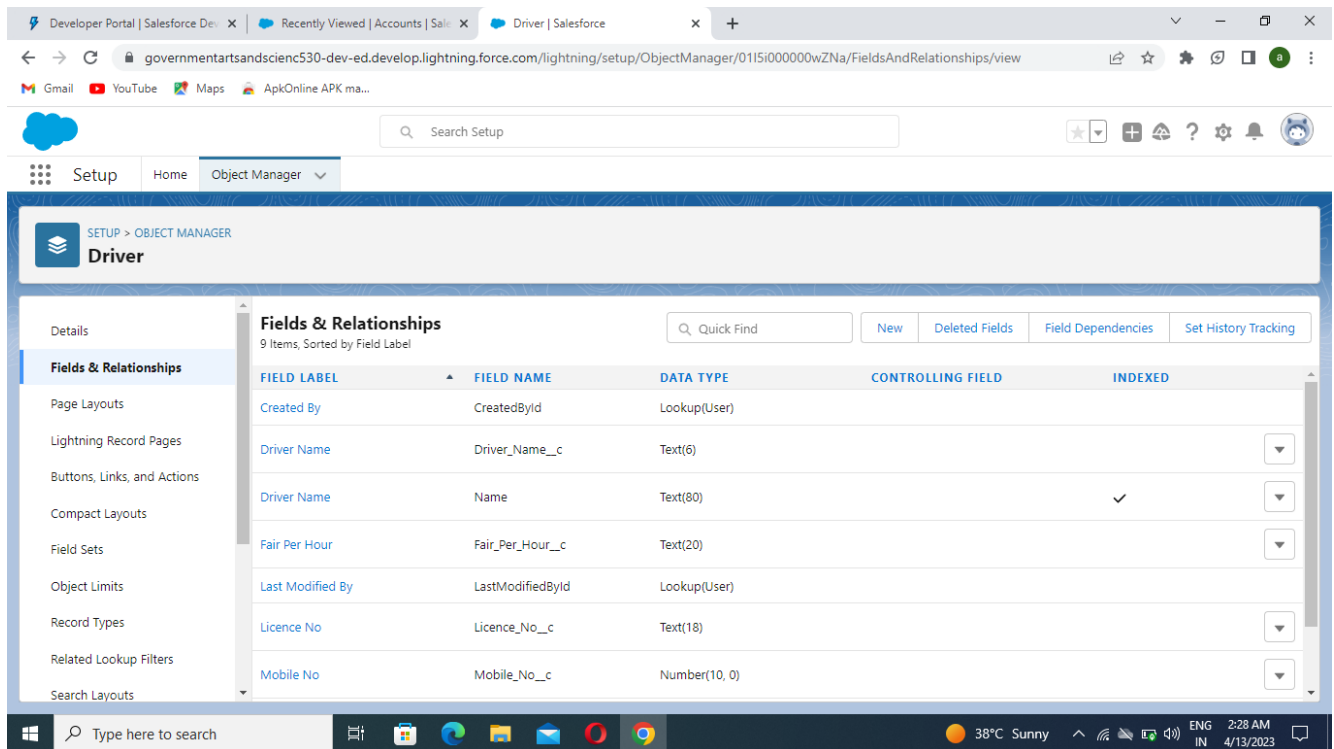 Developer Portal | Salesforce Dev
Recently Viewed | Accounts | Sale
Driver | Salesforce
governmentartsandscienc530-dev-ed.develop.lightning.force.com/lightning/setup/ObjectManager/01I5i000000wZNa/FieldsAndRelationships/view
a
Gmail
YouTube
Maps
ApkOnline APK ma...
Search Setup
Setup
Home
Object Manager
SETUP > OBJECT MANAGER
Driver
Details
Fields & Relationships
Page Layouts
Lightning Record Pages
Buttons, Links, and Actions
Compact Layouts
Field Sets
Object Limits
Record Types
Related Lookup Filters
Search Layouts
Fields & Relationships
9 Items, Sorted by Field Label
Quick Find
New
Deleted Fields
Field Dependencies
Set History Tracking
FIELD LABEL FIELD NAME DATA TYPE CONTROLLING FIELD INDEXED
Created By CreatedById Lookup(User)
Driver Name Driver_Name__c Text(6)
Driver Name Name Text(80)
Fair Per Hour Fair_Per_Hour__c Text(20)
Last Modified By LastModifiedById Lookup(User)
Licence No Licence_No__c Text(18)
Mobile No Mobile_No__c Number(10, 0)
Type here to search
38°C Sunny
ENG
IN
2:28 AM
4/13/2023